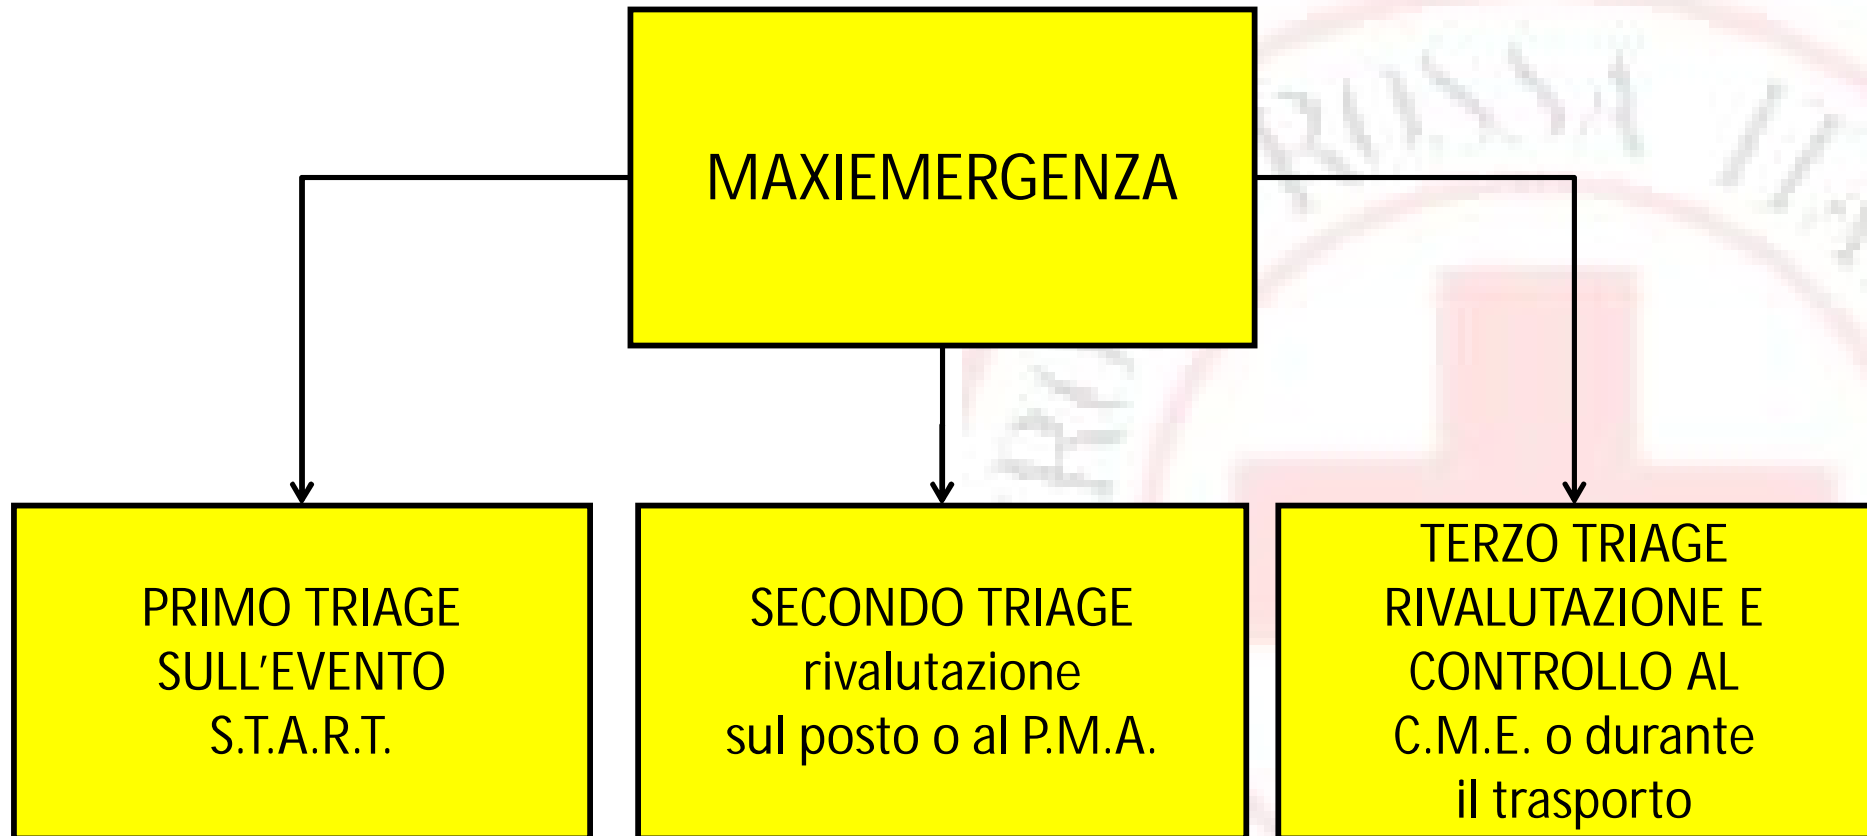 MAXIEMERGENZA
PRIMO TRIAGE
SULL’EVENTO
S.T.A.R.T.
SECONDO TRIAGE
rivalutazione
sul posto o al P.M.A.
TERZO TRIAGE
RIVALUTAZIONE E
CONTROLLO AL
C.M.E. o durante
il trasporto